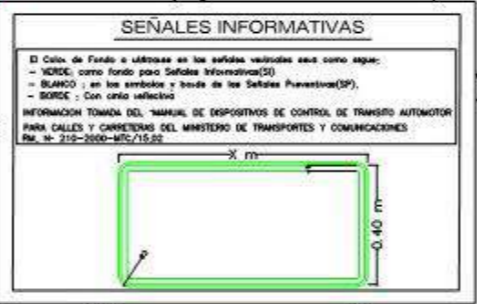 SEÑALES INFORMATIVAS
El Color de Fondo a utilizarse en las señales verticales sera como sigue:
- VERDE: como fondo para Señales Informativas(SI)
- BLANCO : en los simbolos y borde de las Señales Preventivas(SP).
- BORDE : Con cinta reflectiva
INFORMACION TOMADA DEL "MANUAL DE DISPOSITIVOS DE CONTROL DE TRANSITO AUTOMOTOR
PARA CALLES Y CARRETERAS DEL MINISTERIO DE TRANSPORTES Y COMUNICACIONES
RM. N- 210-2000-MTC/15.02
X m
0.40 m